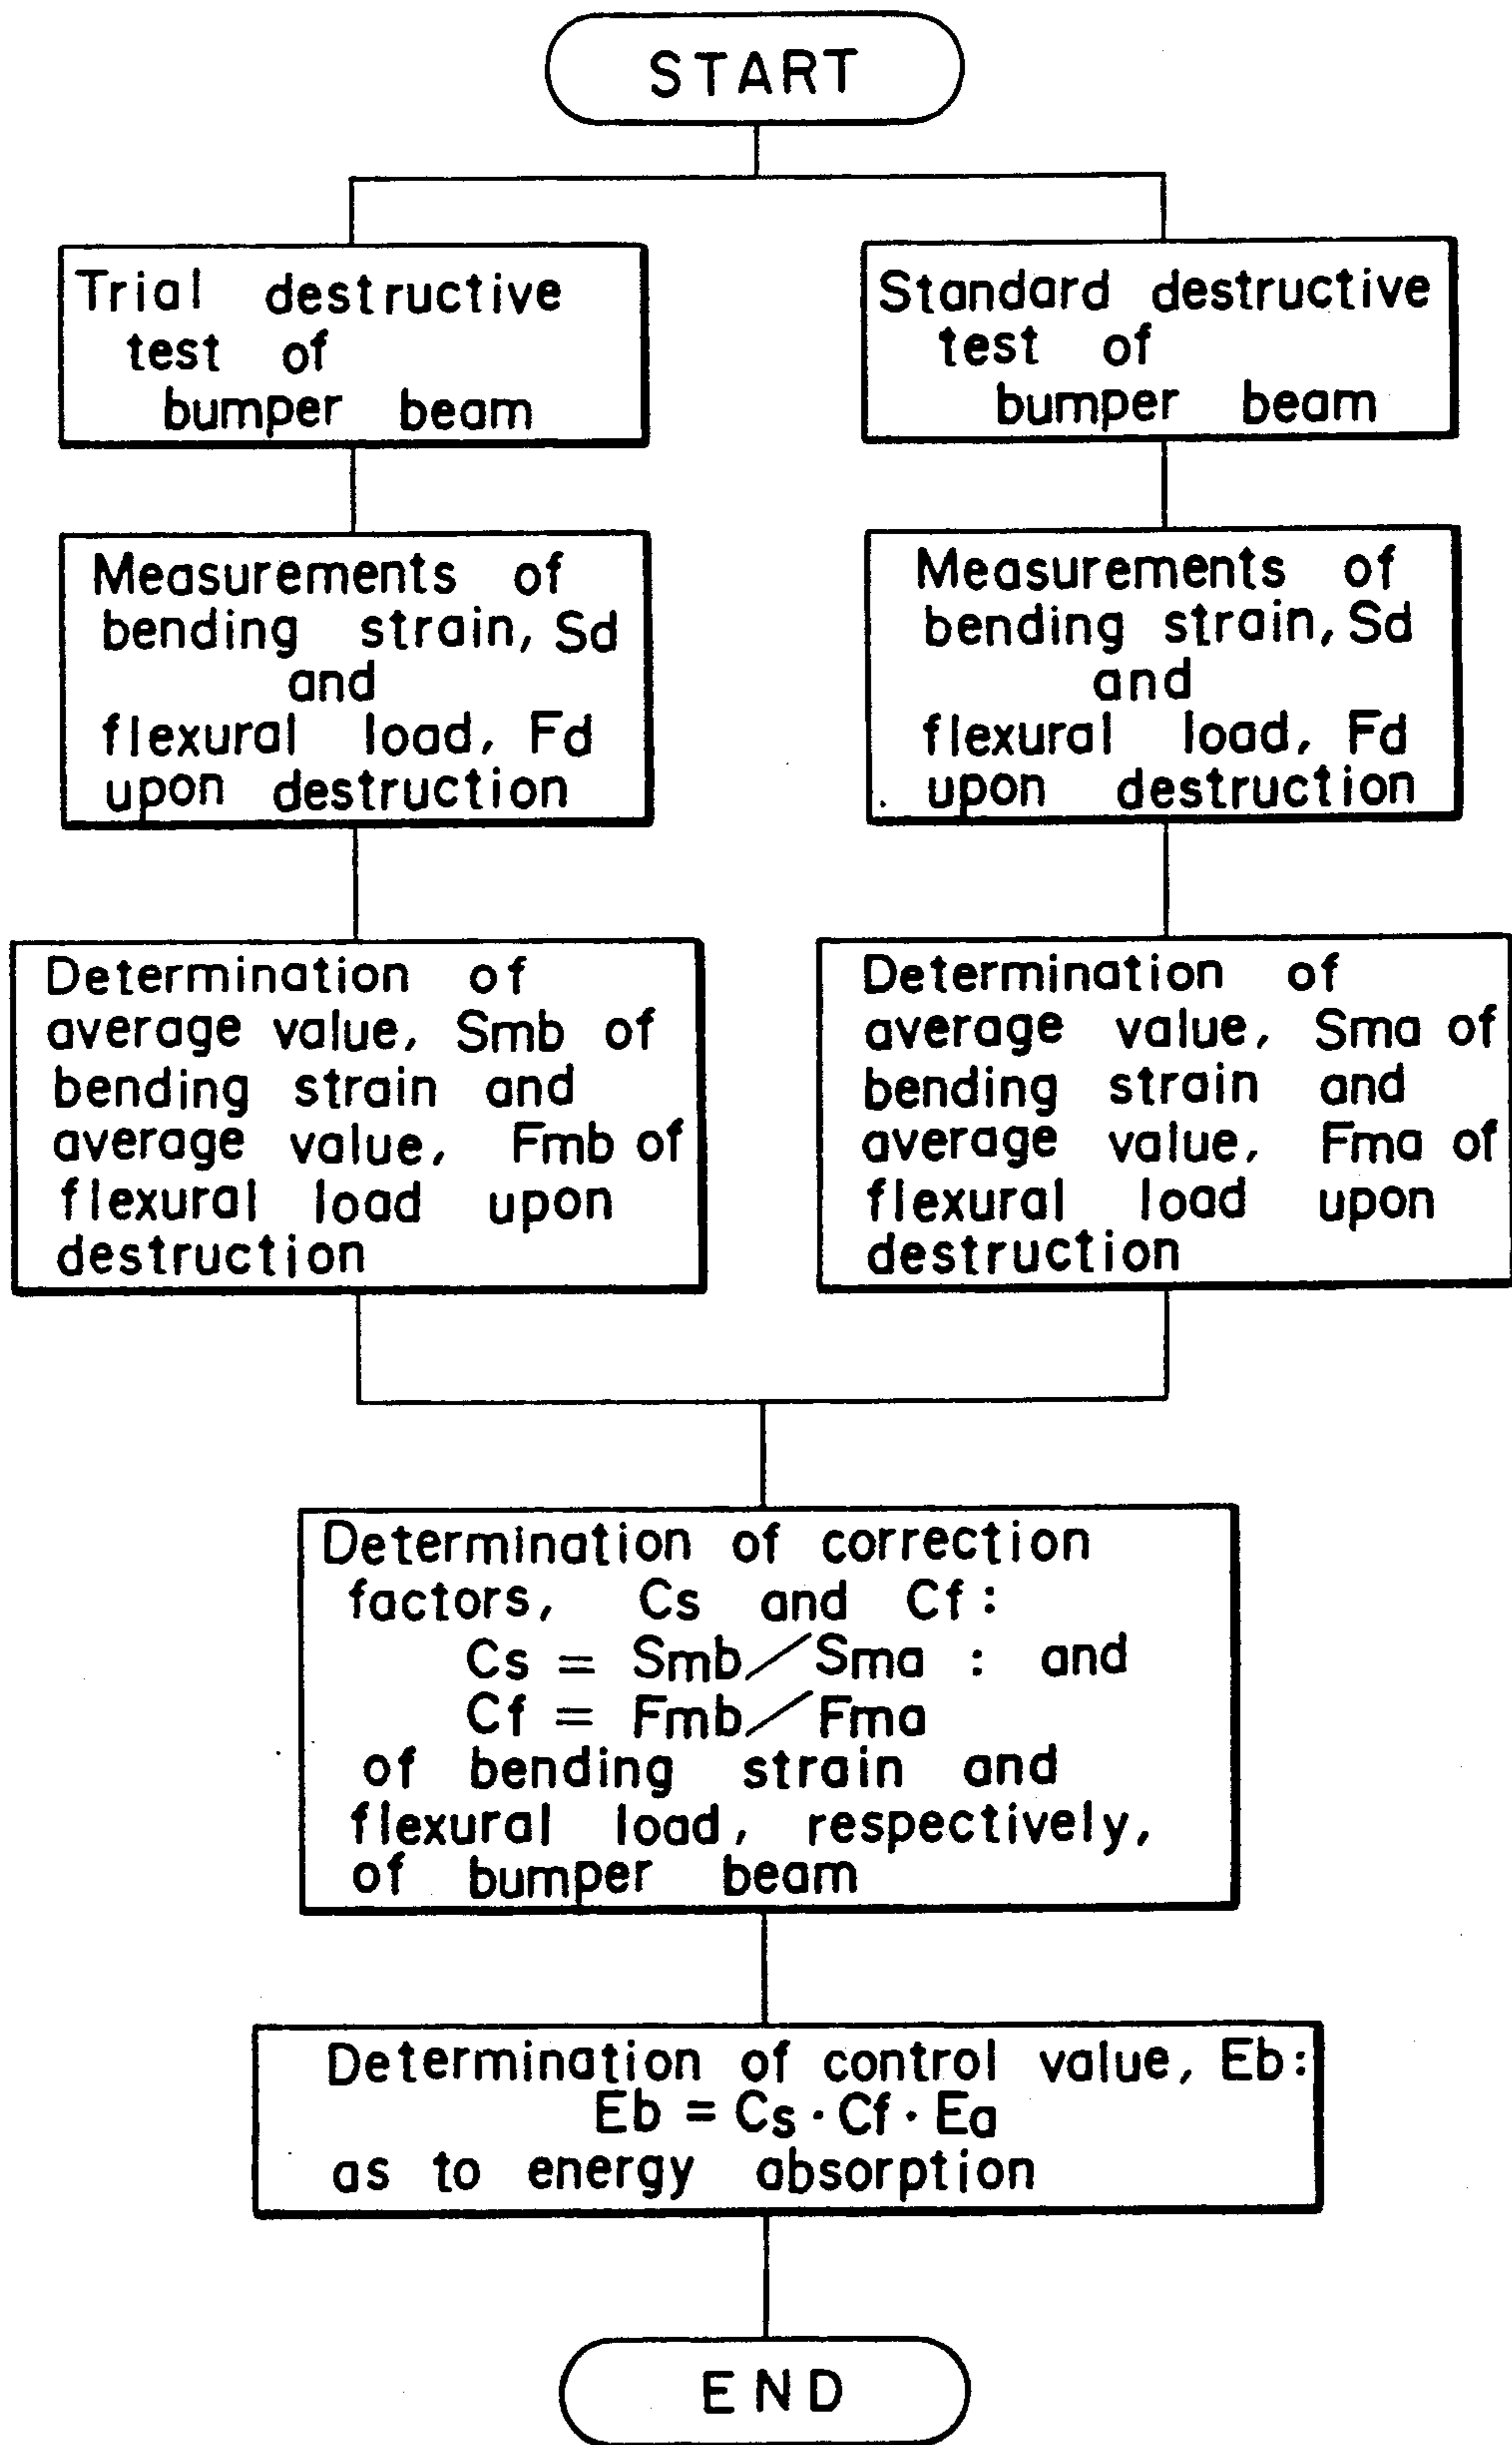 START
Trial destructive
test of
bumper beam
Standard destructive
test of
bumper beam
Measurements of
bending strain, Sd
and
flexural load, Fd
upon destruction
Measurements of
bending strain, Sd
and
flexural load, Fd
upon destruction
Determination of
average value, Smb of
bending strain and
average value, Fmb of
flexural load upon
destruction
Determination of
average value, Sma of
bending strain and
average value, Fma of
flexural load upon
destruction
Determination of correction
factors, Cs and Cf:
Cs = Smb/Sma : and
Cf = Fmb/Fma
of bending strain and
flexural load, respectively,
of bumper beam
Determination of control value, Eb:
Eb = Cs · Cf · Ea
as to energy absorption
END